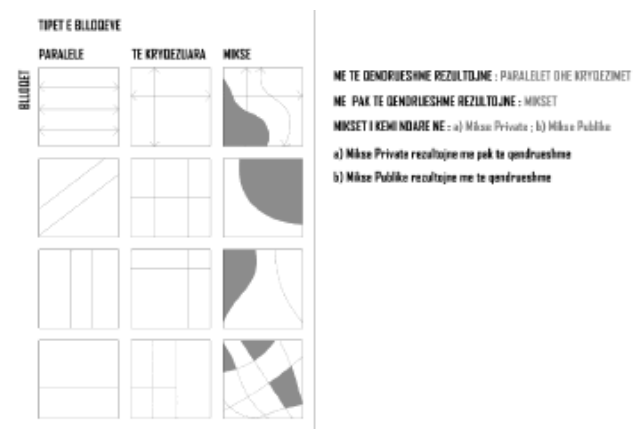 TIPET E BLLOQEVE
PARALELE TE KRYQEZUARA MIKSE
BLLOQET
ME TE QENDRUESHME REZULTOJNE : PARALELET DHE KRYQEZIMET
ME PAK TE QENDRUESHME REZULTOJNE : MIKSET
MIKSET I KEMI NDARE NE : a) Mikse Private ; b) Mikse Publike
a) Mikse Private rezultojne me pak te qendrueshme
b) Mikse Publike rezultojne me te qendrueshme